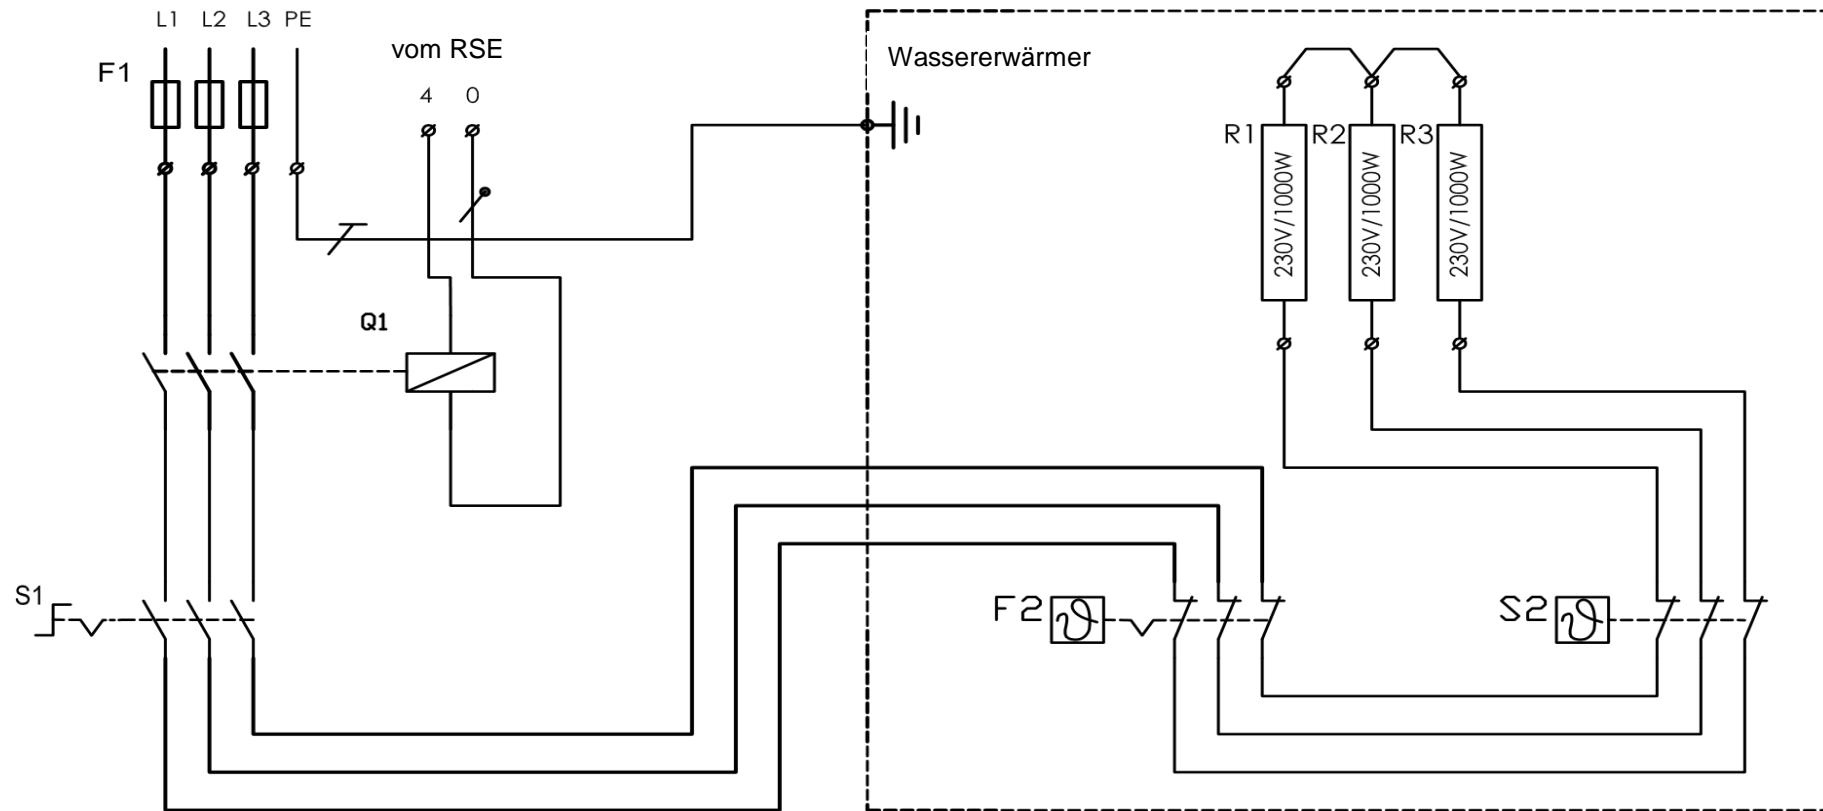 L1 L2 L3 PE
vom RSE
F1
4 0
Wassererwärmer
R1 R2 R3
230V/1000W
230V/1000W
230V/1000W
Q1
S1
F2
S2